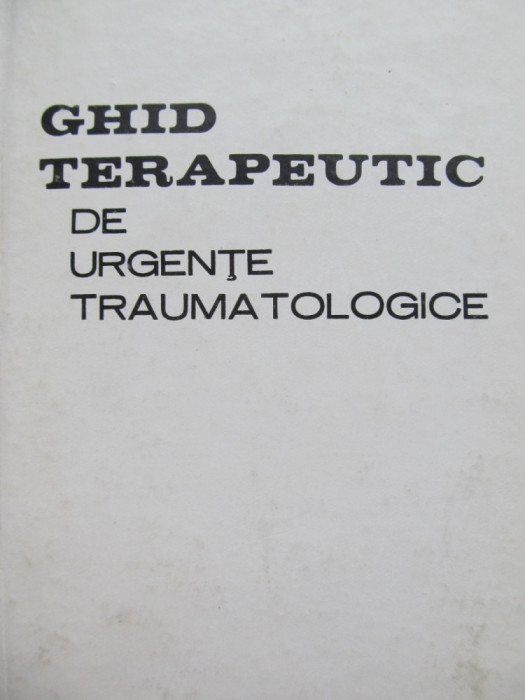 GHID
TERAPEUTIC
DE
URGENŢE
TRAUMATOLOGICE